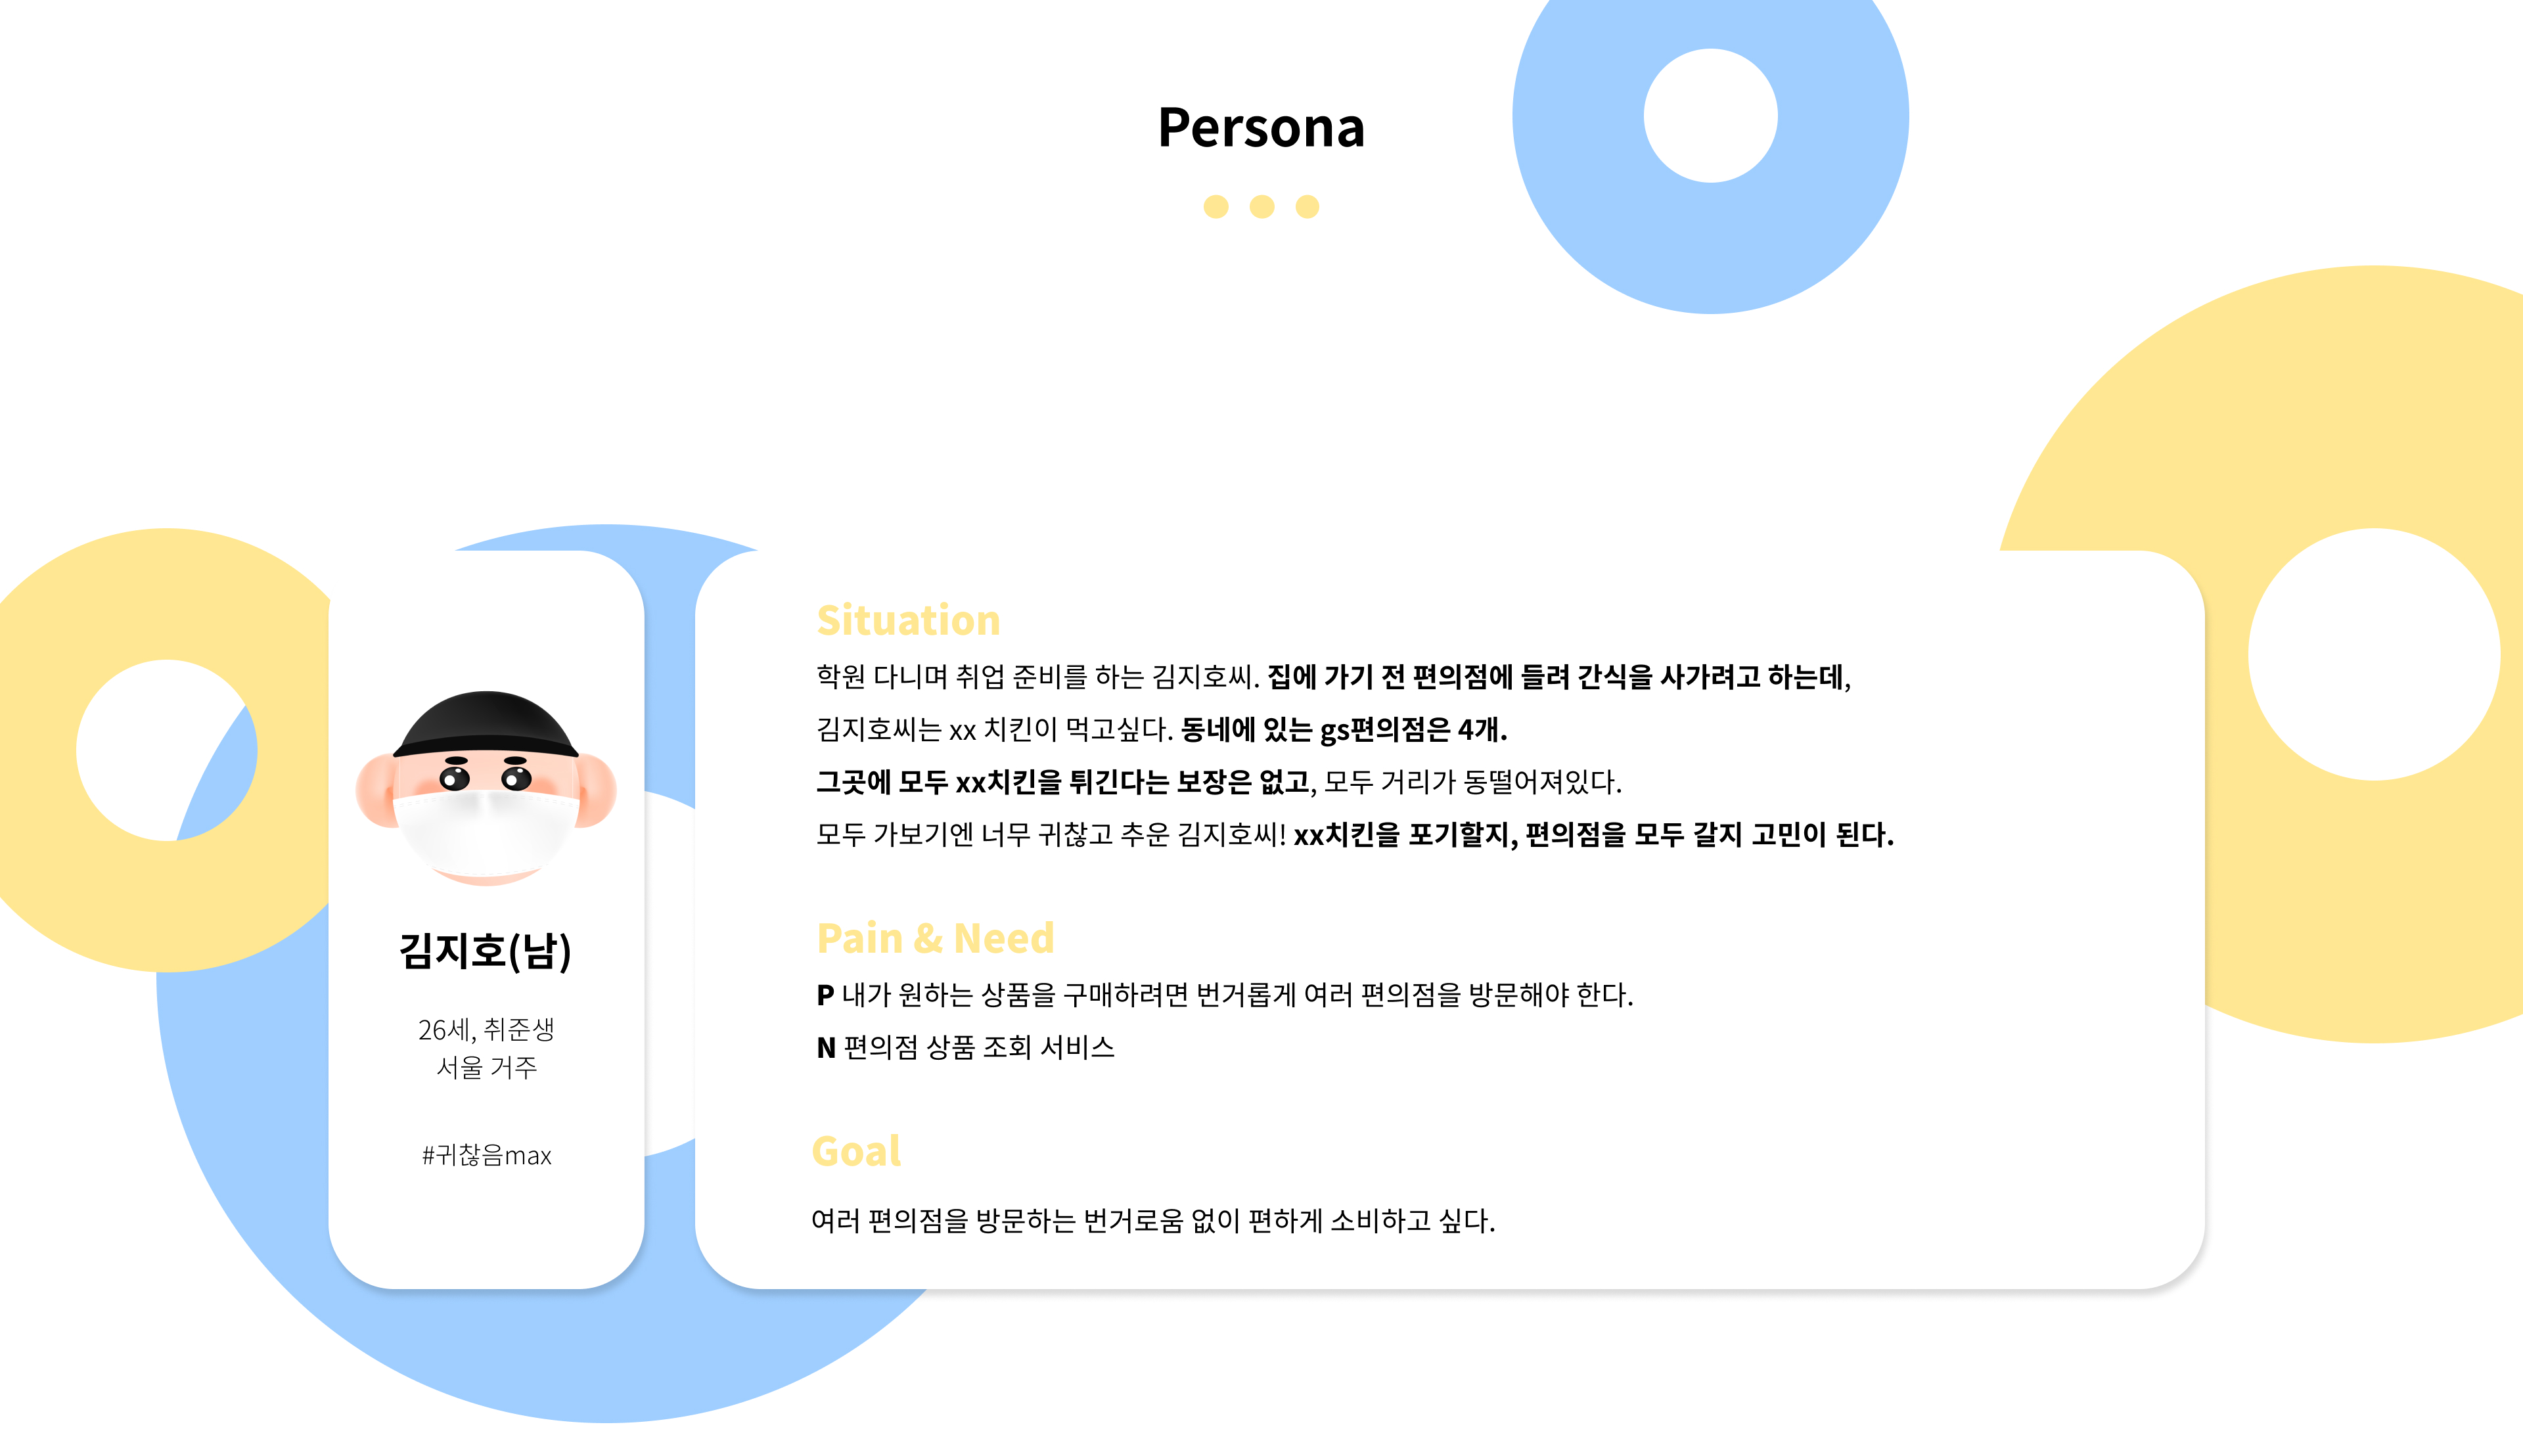 Persona
김지호(남)
26세, 취준생
서울 거주
#귀찮음max
Situation
학원 다니며 취업 준비를 하는 김지호씨. 집에 가기 전 편의점에 들려 간식을 사가려고 하는데,
김지호씨는 xx 치킨이 먹고싶다. 동네에 있는 gs편의점은 4개.
그곳에 모두 xx치킨을 튀긴다는 보장은 없고, 모두 거리가 동떨어져있다.
모두 가보기엔 너무 귀찮고 추운 김지호씨! xx치킨을 포기할지, 편의점을 모두 갈지 고민이 된다.
Pain & Need
P 내가 원하는 상품을 구매하려면 번거롭게 여러 편의점을 방문해야 한다.
N 편의점 상품 조회 서비스
Goal
여러 편의점을 방문하는 번거로움 없이 편하게 소비하고 싶다.